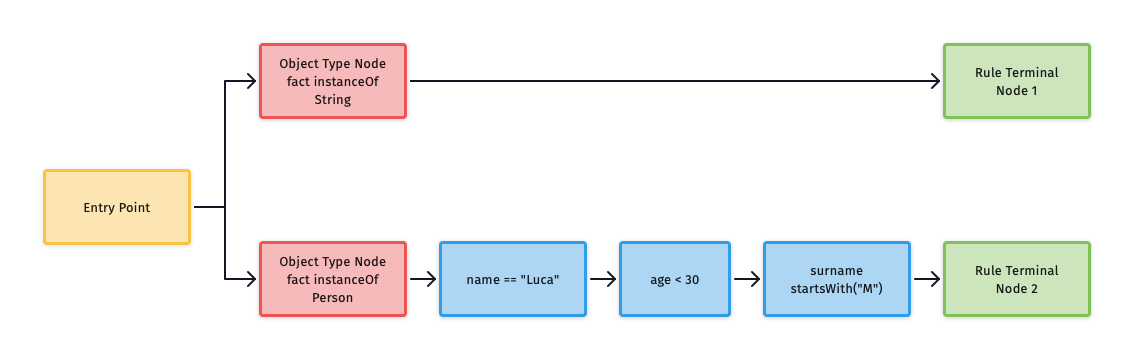 Object Type Node
fact instanceOf
String
Rule Terminal
Node 1
Entry Point
Object Type Node
fact instanceOf
Person
name == "Luca"
age < 30
surname
startsWith("M")
Rule Terminal
Node 2